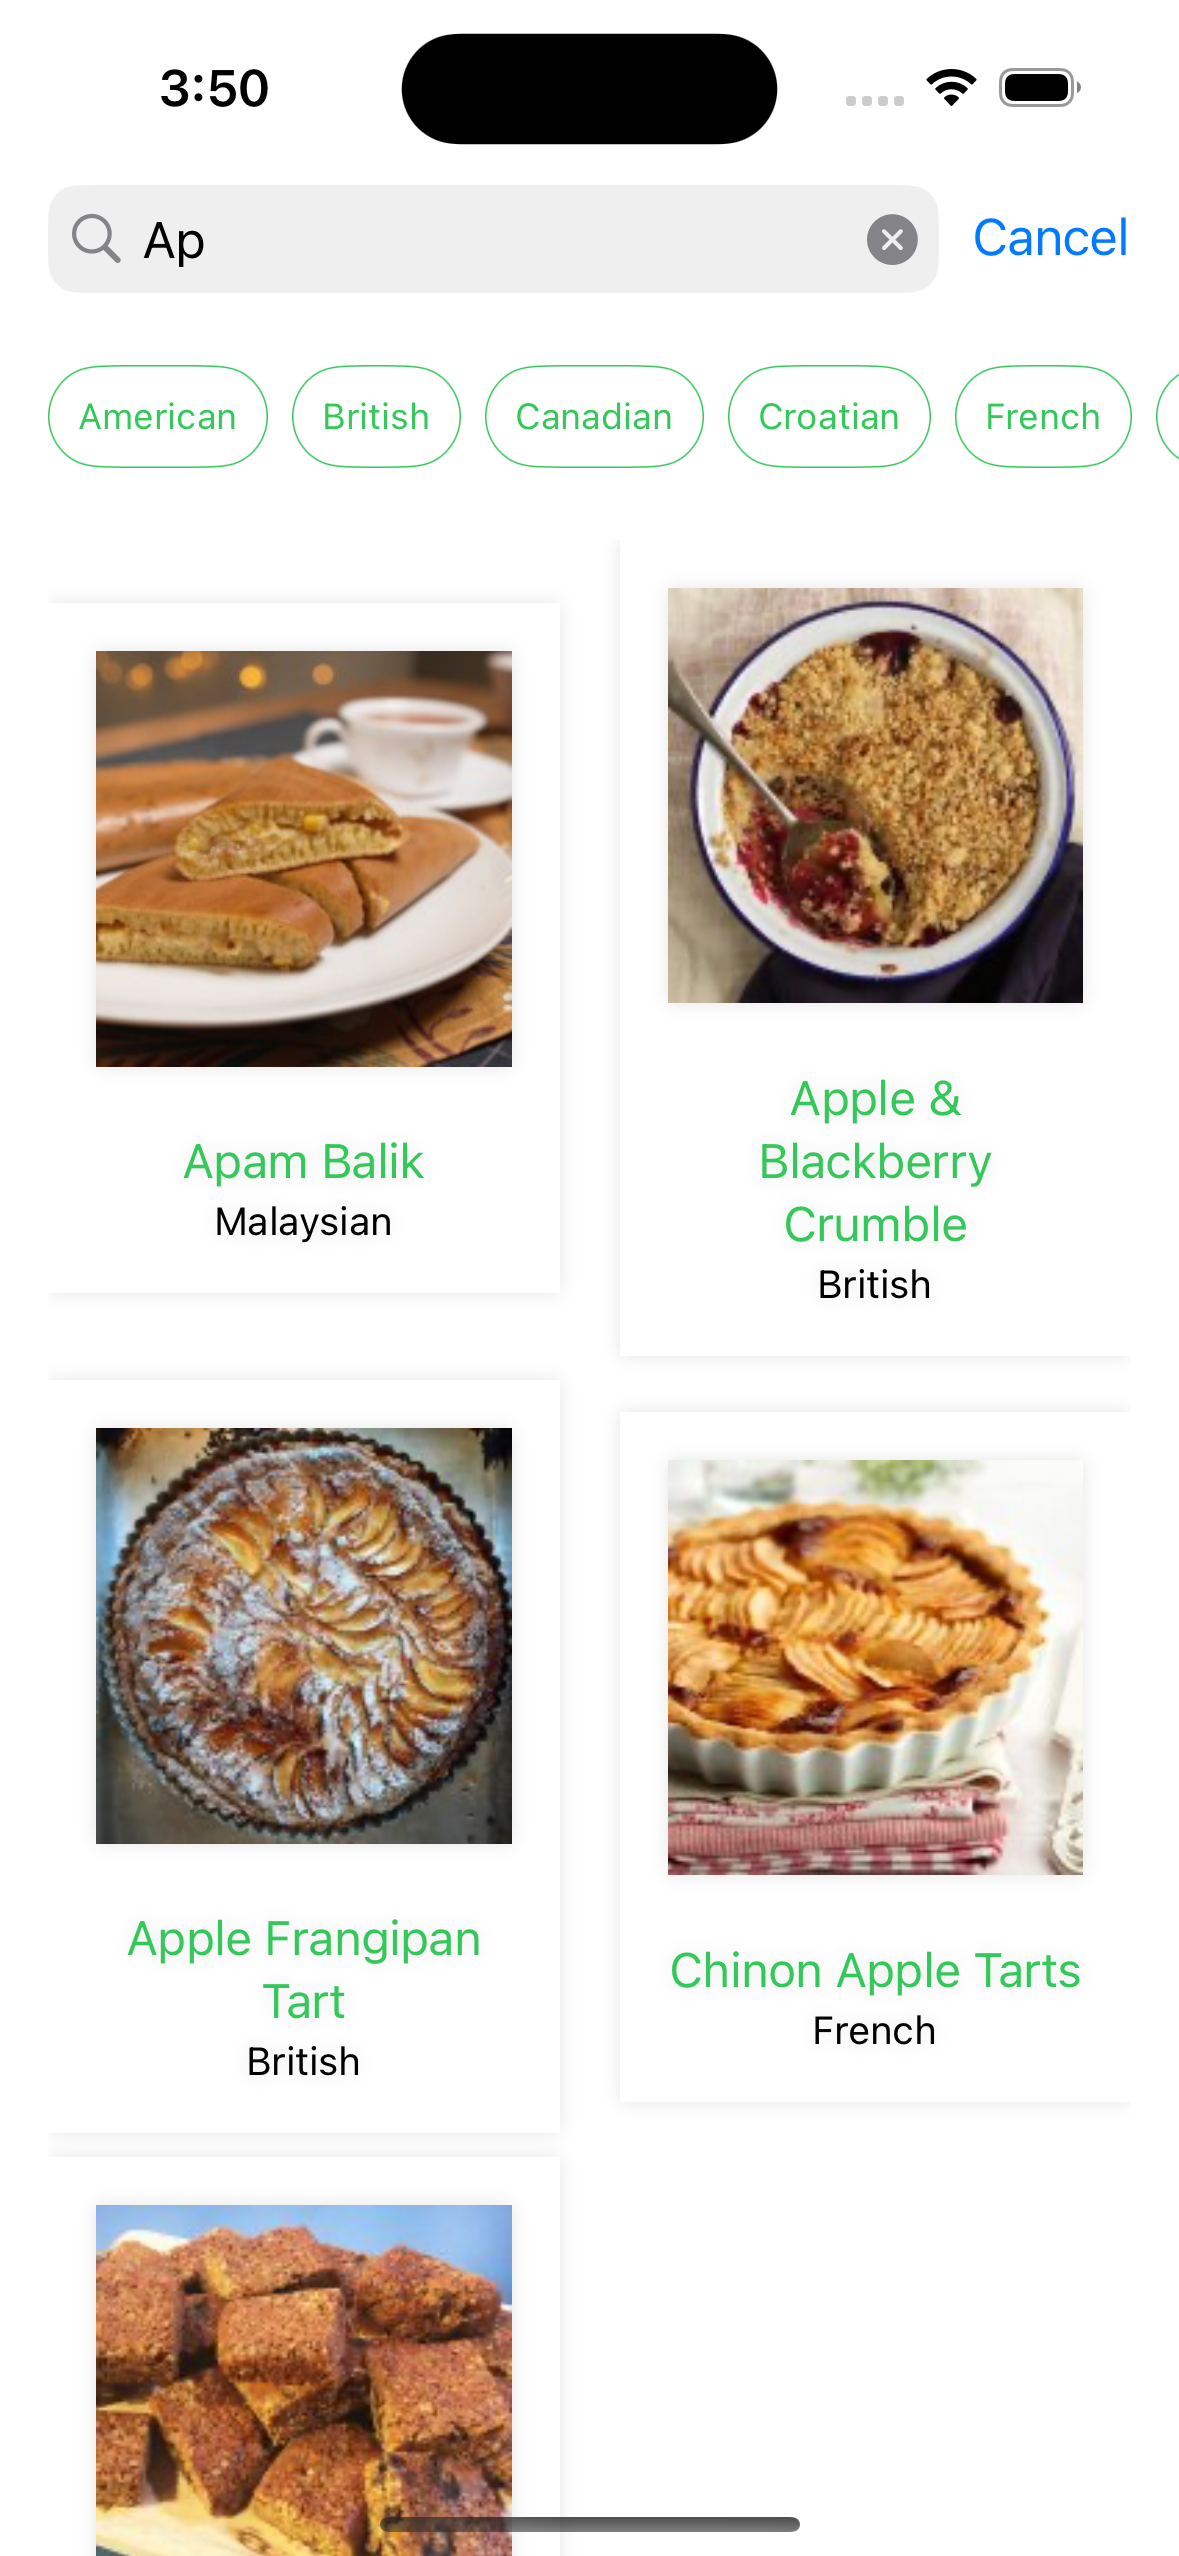 3:50
Ap
Cancel
American
British
Canadian
Croatian
French
Apam Balik
Malaysian
Apple &
Blackberry
Crumble
British
Apple Frangipan
Tart
British
Chinon Apple Tarts
French